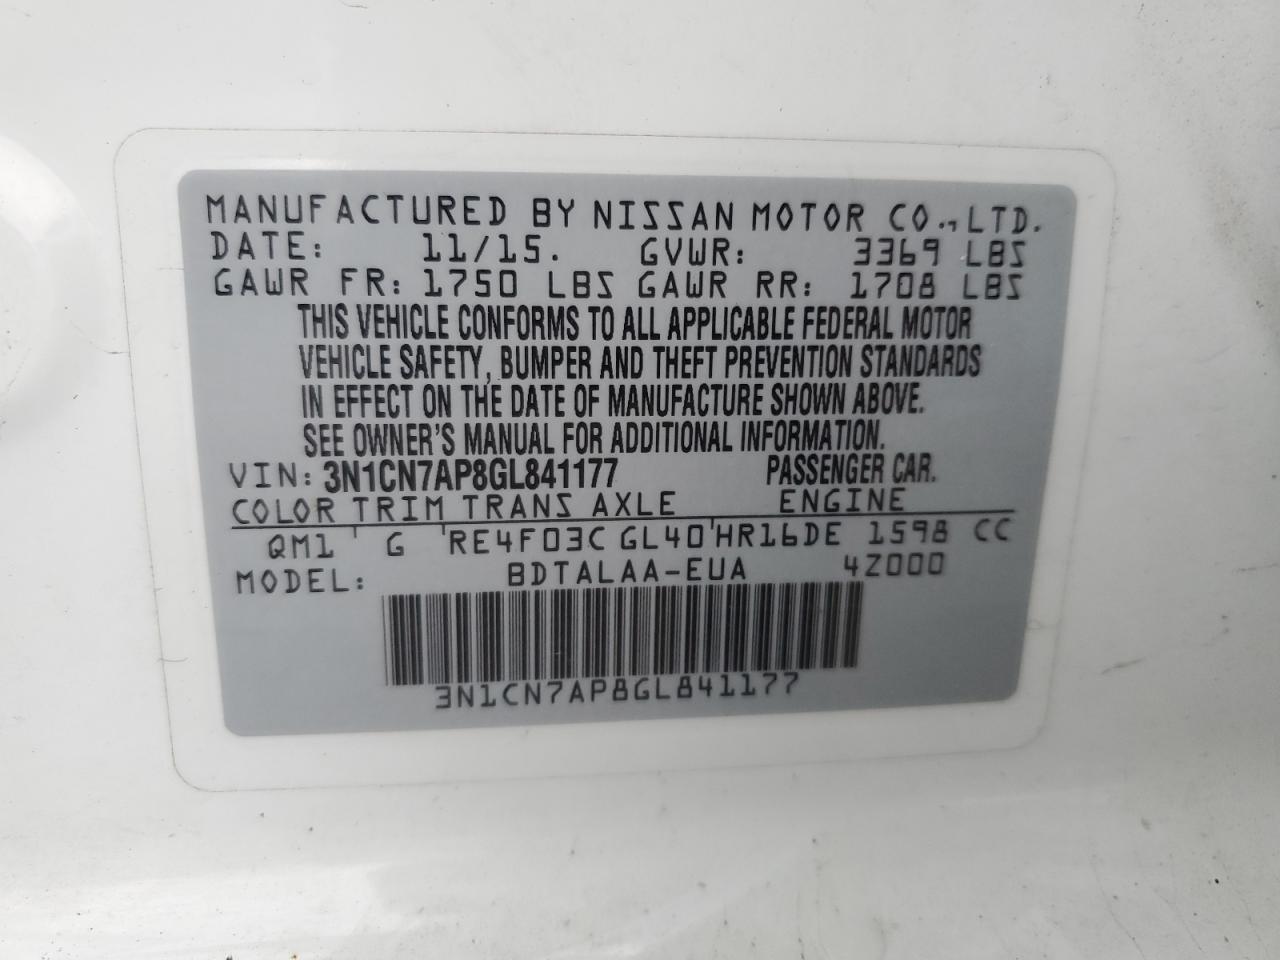 MANUFACTURED BY NISSAN MOTOR CO., LTD.
DATE: 11/15. GVWR: 3369 LBS
GAWR FR: 1750 LBS GAWR RR: 1708 LBS
THIS VEHICLE CONFORMS TO ALL APPLICABLE FEDERAL MOTOR
VEHICLE SAFETY, BUMPER AND THEFT PREVENTION STANDARDS
IN EFFECT ON THE DATE OF MANUFACTURE SHOWN ABOVE.
SEE OWNER'S MANUAL FOR ADDITIONAL INFORMATION.
VIN: 3N1CN7AP8GL841177 PASSENGER CAR.
COLOR TRIM TRANS AXLE ENGINE
QM1 G RE4F03C GL40 HR16DE 1598 CC
MODEL: BDTALAA-EUA 4Z000
3N1CN7AP8GL841177